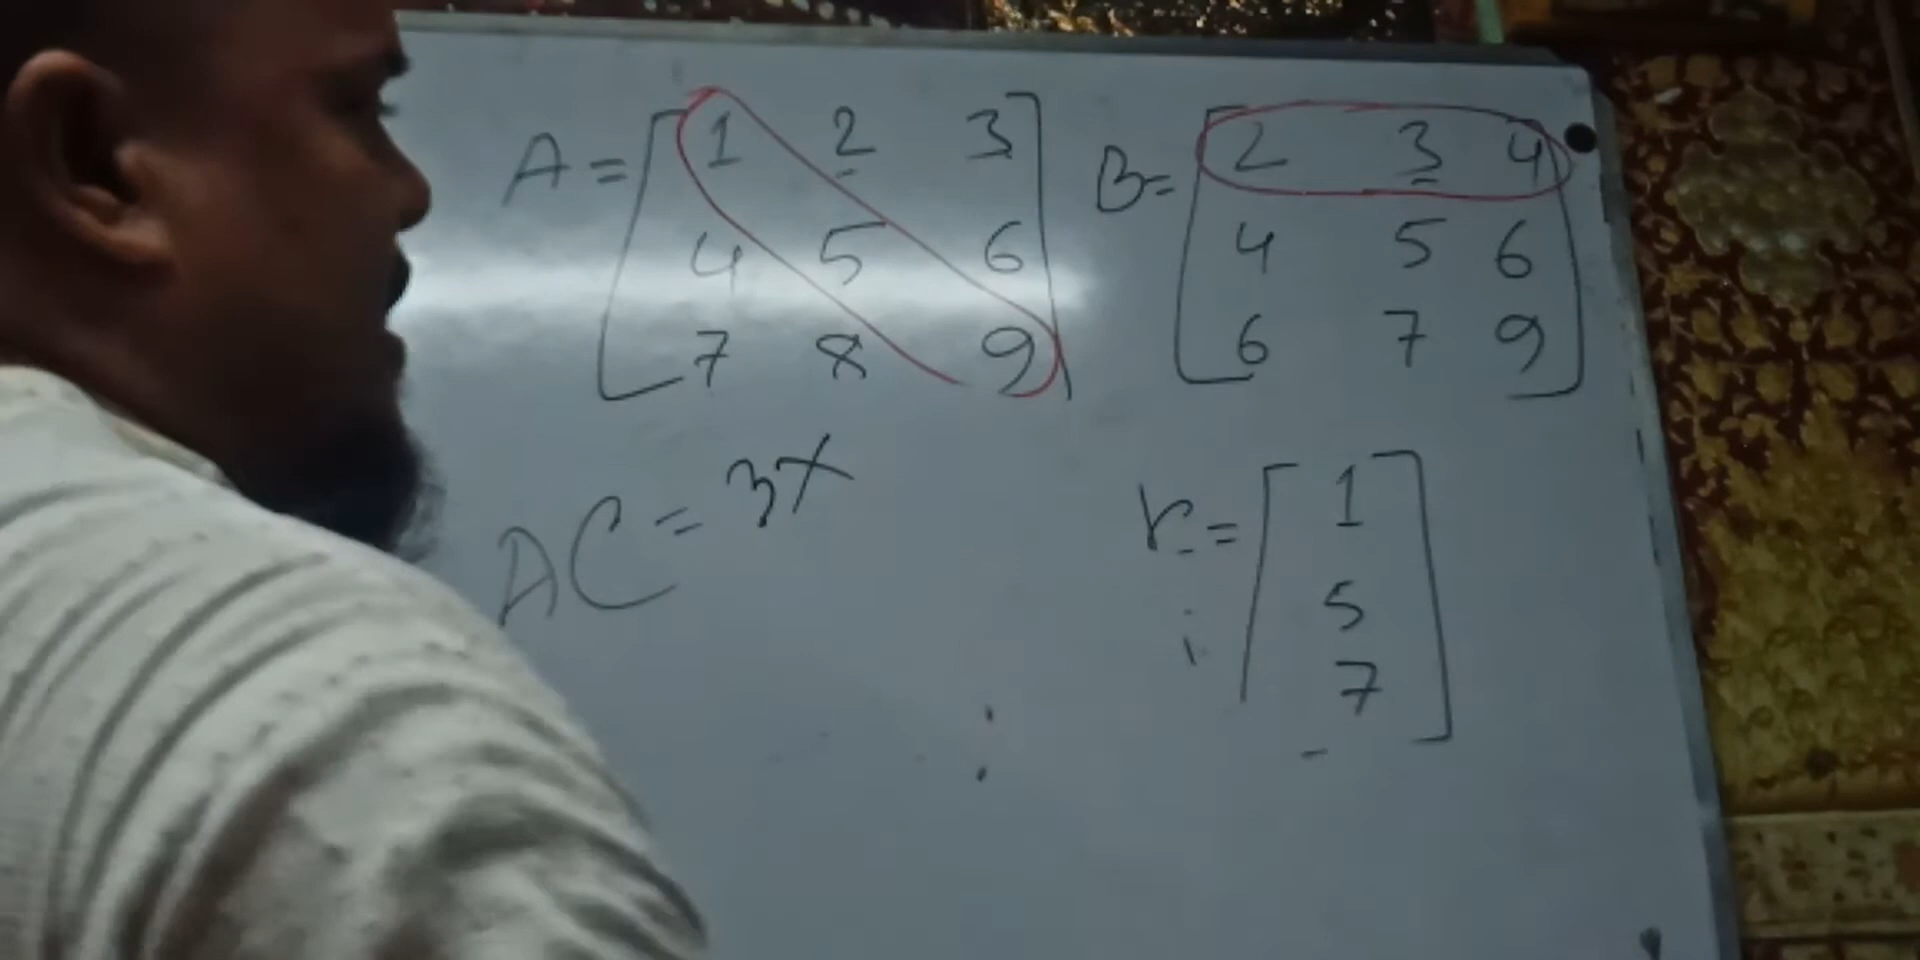 A = [ 1 2 3 B = [ 2 3 4
4 5 6 4 5 6
7 8 9 ] 6 7 9 ]
AC = 3X
C = [ 1
5
7 ]